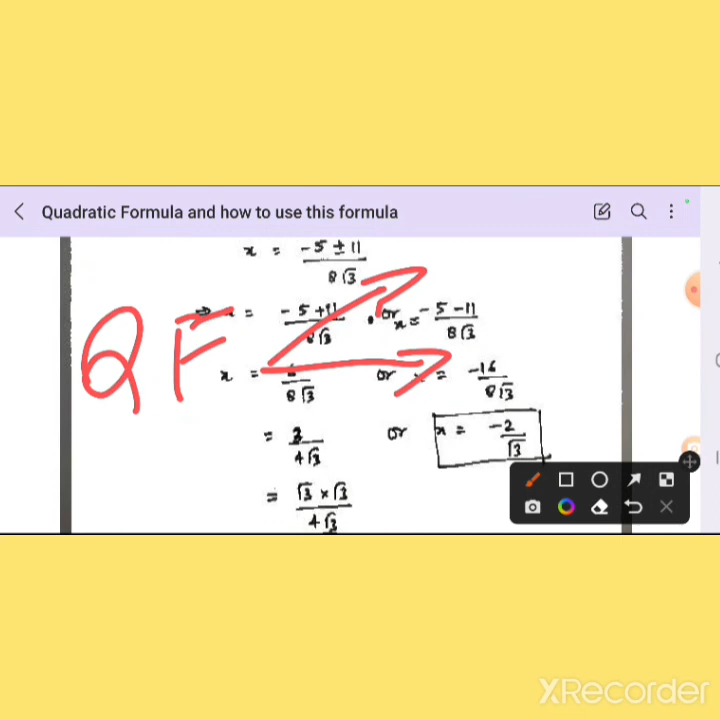 Quadratic Formula and how to use this formula
x = -5 ± 11 / 8√3
⇒ x = -5 + 11 / 8√3 or x = -5 - 11 / 8√3
QF
x = / 8√3 or = -16 / 8√3
= 3 / 4√3 or x = -2 / √3
= √3 × √3 / 4√3
XRecorder